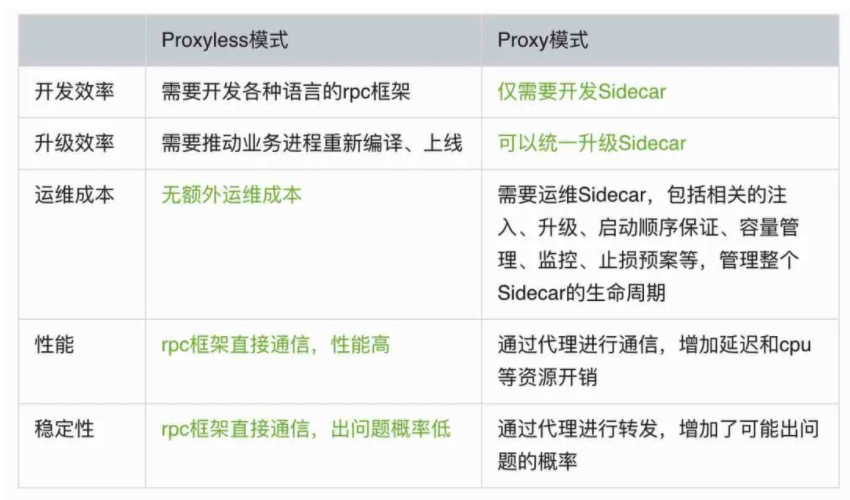 Proxyless模式
Proxy模式
开发效率
需要开发各种语言的rpc框架
仅需要开发Sidecar
升级效率
需要推动业务进程重新编译、上线
可以统一升级Sidecar
运维成本
无额外运维成本
需要运维Sidecar，包括相关的注
入、升级、启动顺序保证、容量管
理、监控、止损预案等，管理整个
Sidecar的生命周期
性能
rpc框架直接通信，性能高
通过代理进行通信，增加延迟和cpu
等资源开销
稳定性
rpc框架直接通信，出问题概率低
通过代理进行转发，增加了可能出问
题的概率